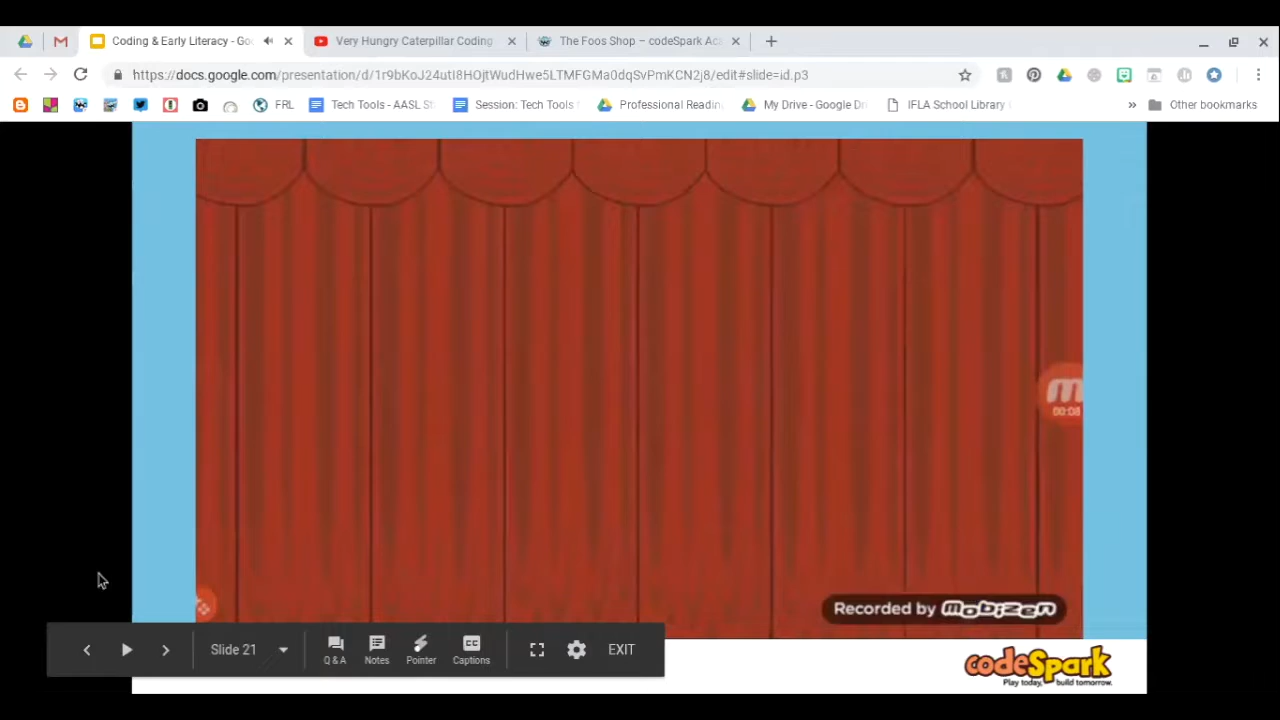 Coding & Early Literacy - Goo
Very Hungry Caterpillar Coding
The Foos Shop – codeSpark Aca
https://docs.google.com/presentation/d/1r9bKoJ24utI8HOjtWudHwe5LTMFGMa0dqSvPmKCN2j8/edit#slide=id.p3
FRL
Tech Tools - AASL St
Session: Tech Tools f
Professional Readin
My Drive - Google Dr
IFLA School Library (
» Other bookmarks
00:08
Recorded by mobizen
Slide 21
Q & A
Notes
Pointer
Captions
EXIT
codeSpark
Play today, build tomorrow.